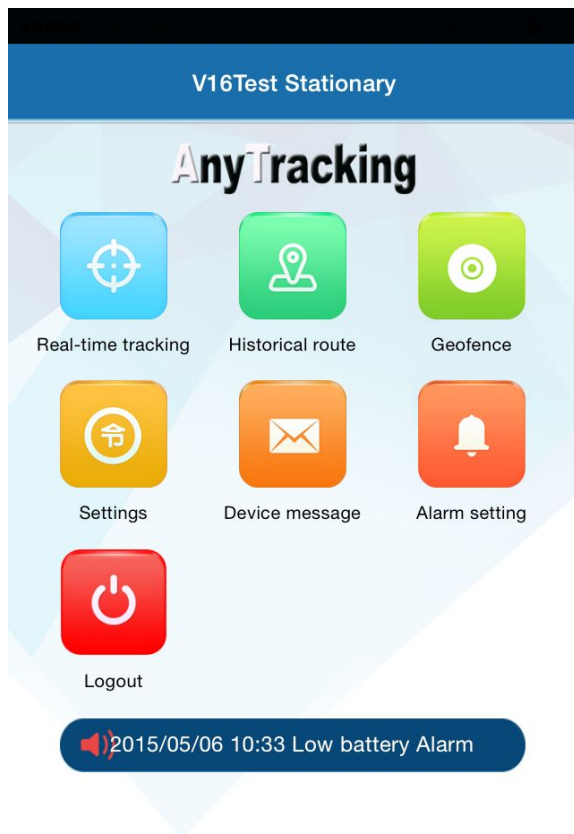 V16Test Stationary
AnyTracking
Real-time tracking
Historical route
Geofence
令
Settings
Device message
Alarm setting
Logout
2015/05/06 10:33 Low battery Alarm